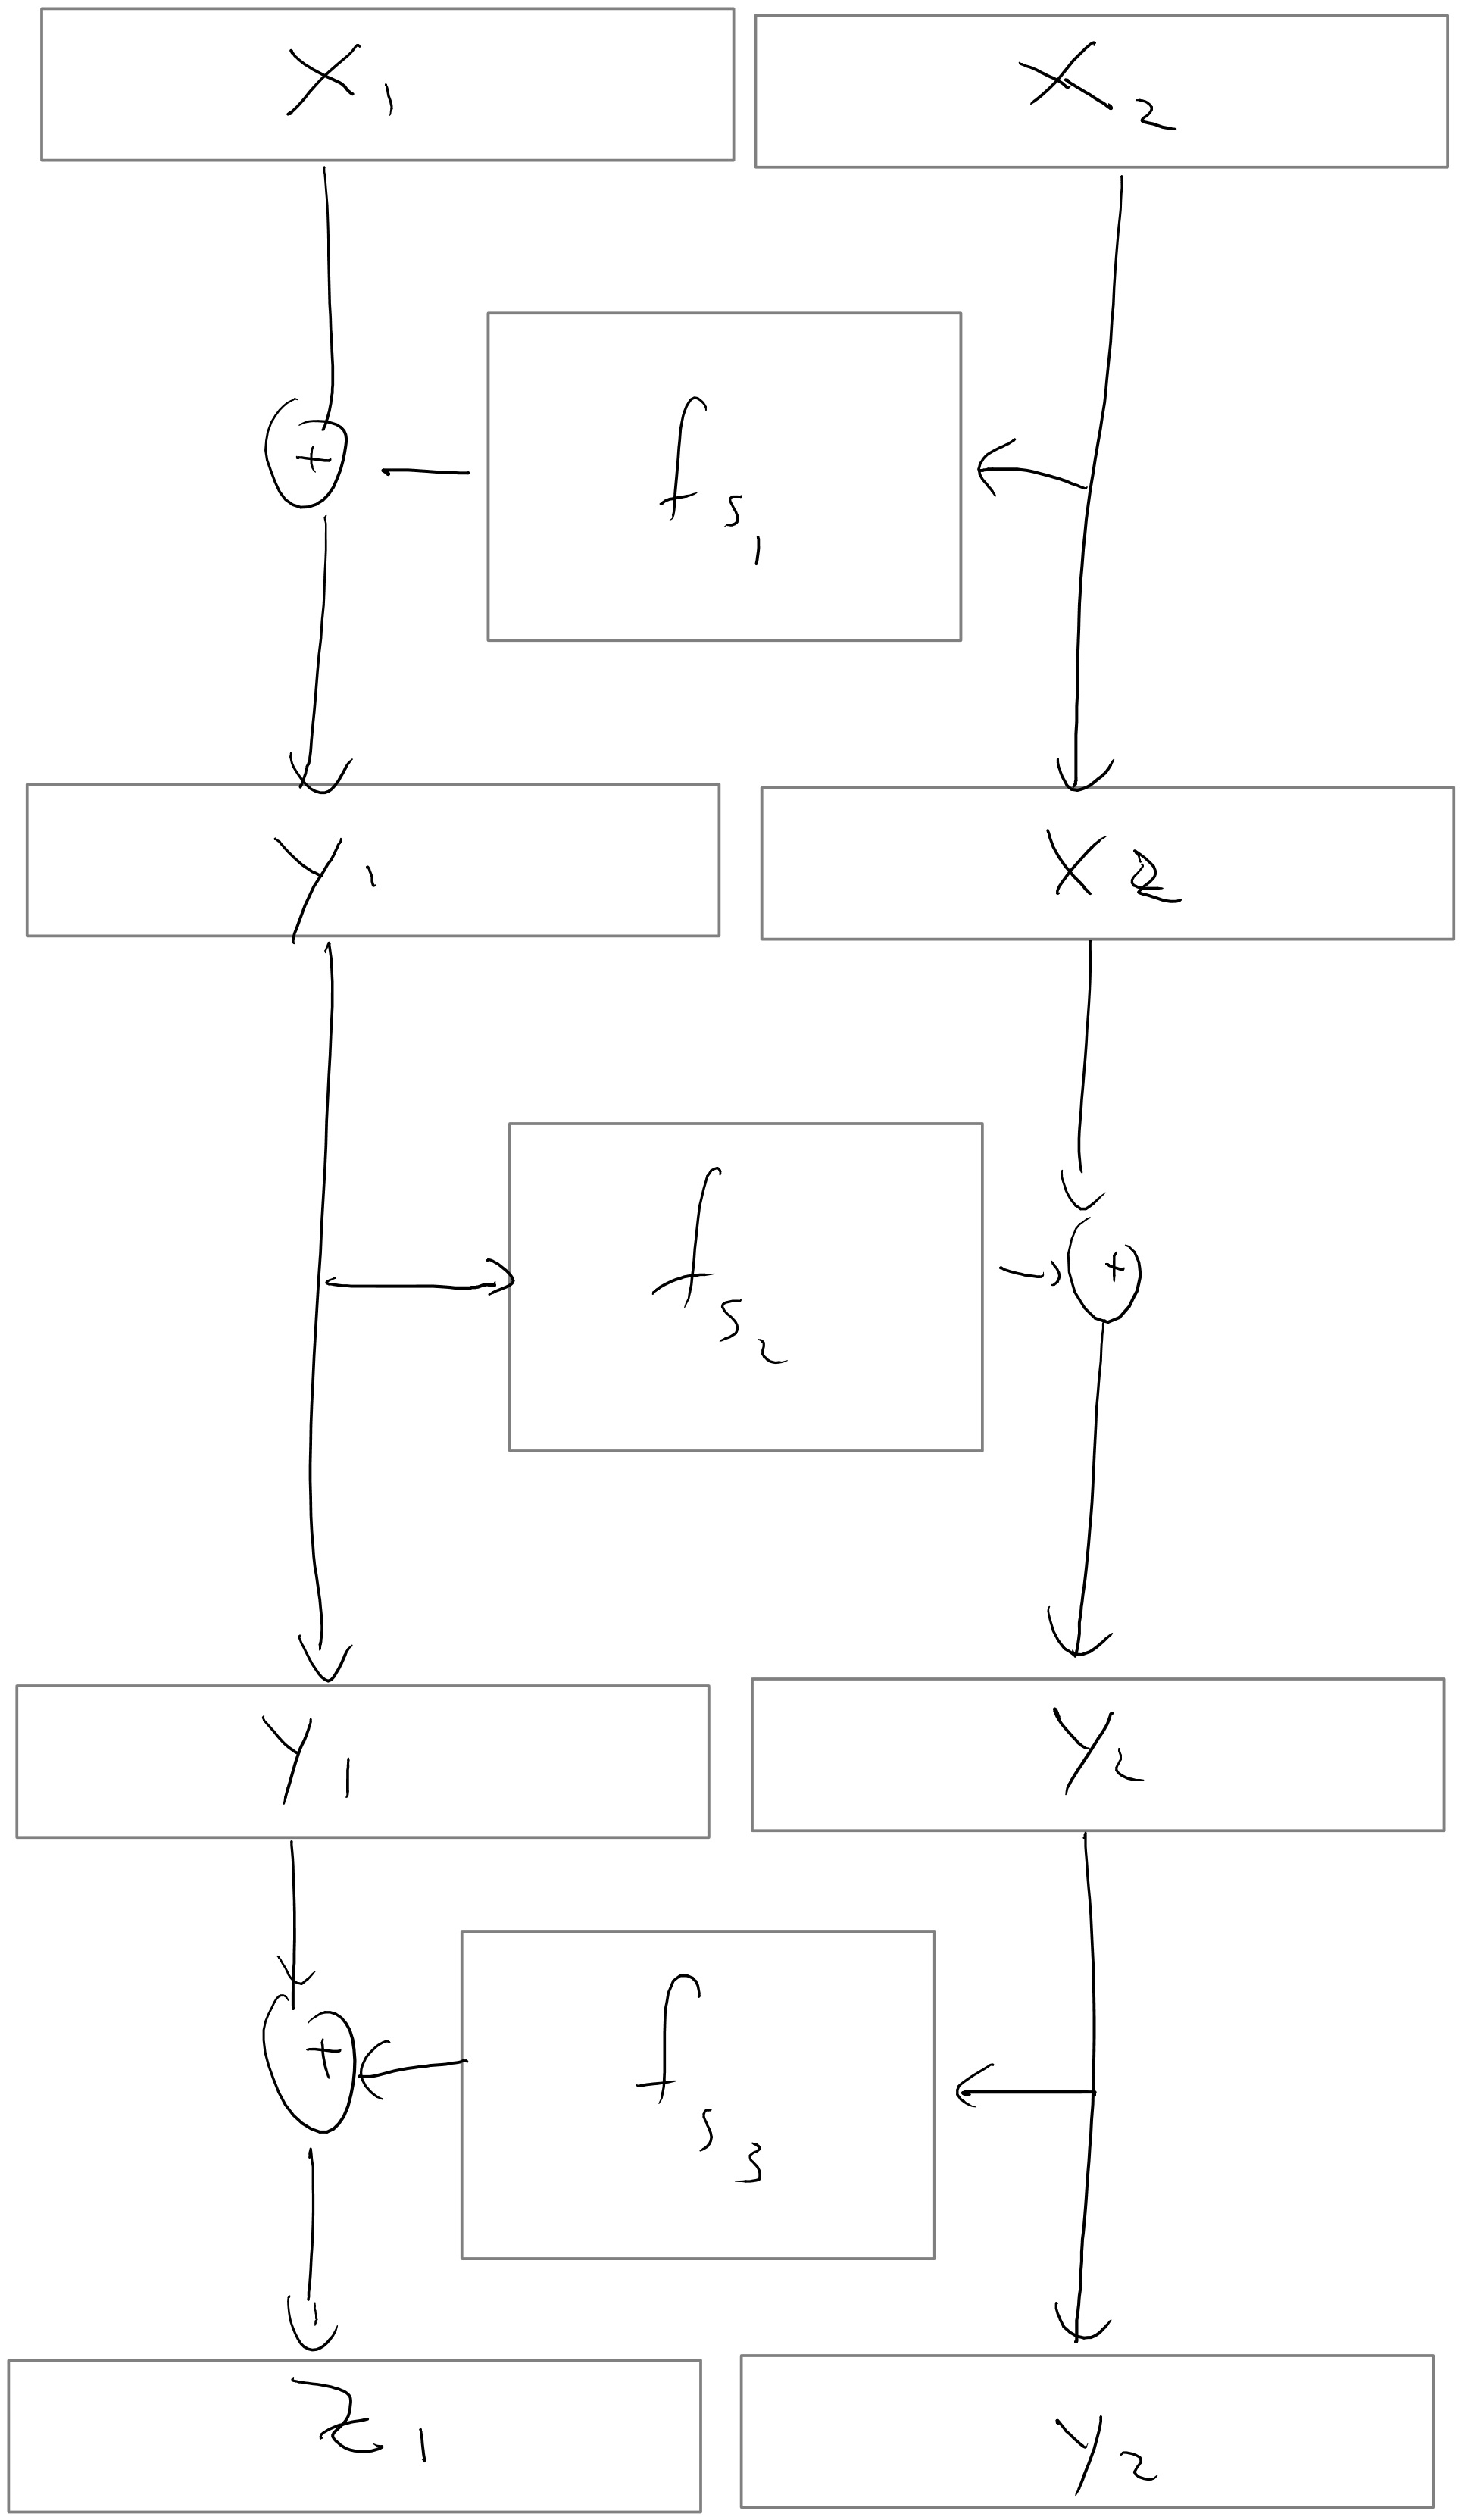 X1 X2
+ fs1
Y1 X2
fs2 +
Y1 Y2
+ fs3
Z1 Y2